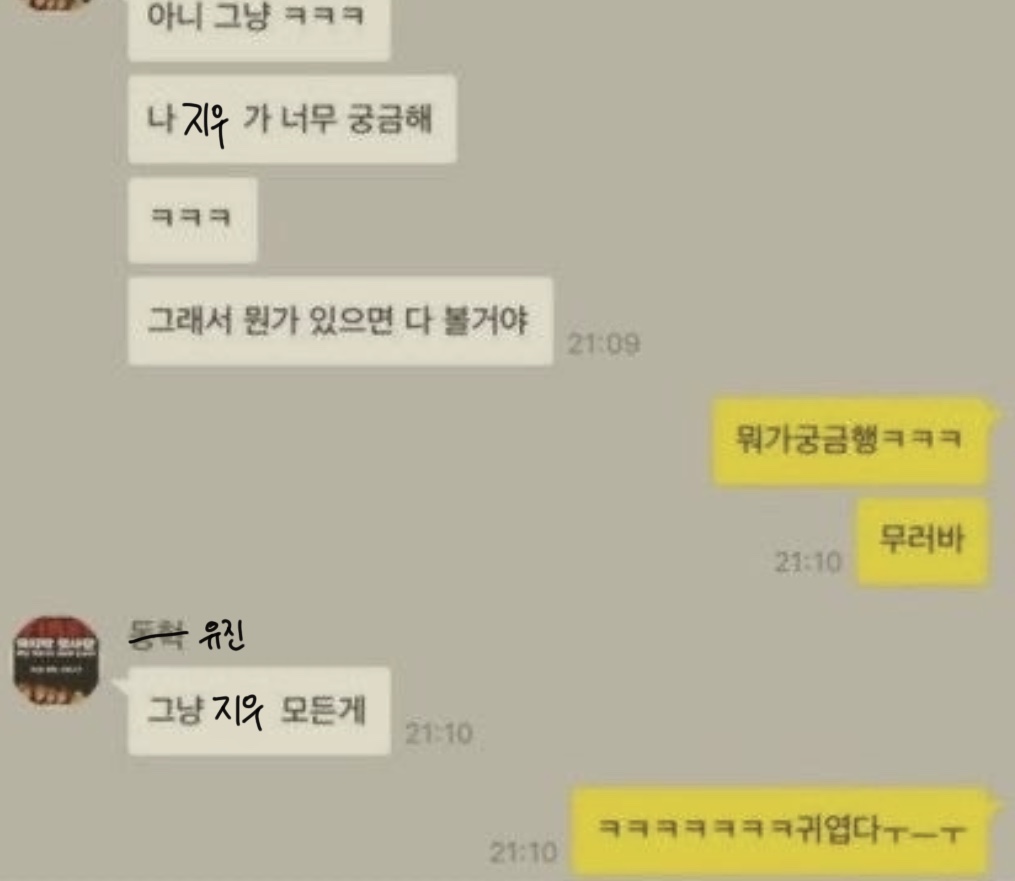 아니 그냥 ㅋㅋㅋ
나 지우 가 너무 궁금해
ㅋㅋㅋ
그래서 뭔가 있으면 다 볼거야
21:09
뭐가궁금행ㅋㅋㅋ
무러바
21:10
동혁 유진
그냥 지우 모든게
21:10
ㅋㅋㅋㅋㅋㅋㅋ귀엽다ㅜㅡㅜ
21:10